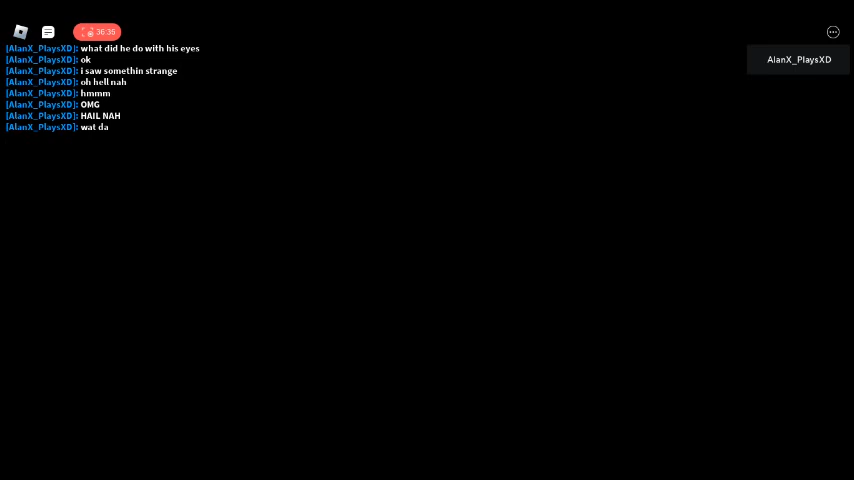 36:35
[AlanX_PlaysXD]: what did he do with his eyes
[AlanX_PlaysXD]: ok
[AlanX_PlaysXD]: i saw somethin strange
[AlanX_PlaysXD]: oh hell nah
[AlanX_PlaysXD]: hmmm
[AlanX_PlaysXD]: OMG
[AlanX_PlaysXD]: HAIL NAH
[AlanX_PlaysXD]: wat da
AlanX_PlaysXD